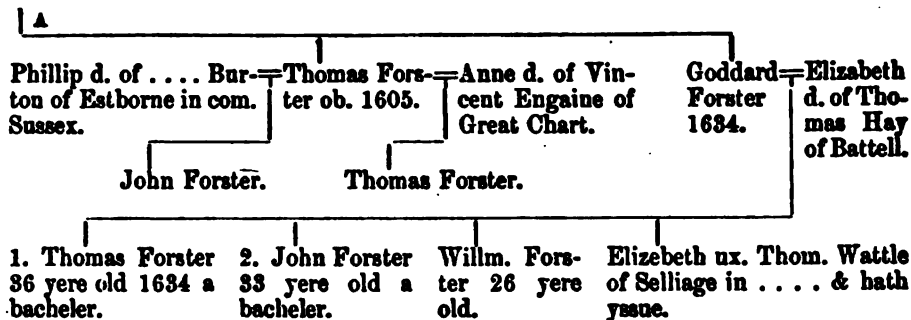 A
Phillip d. of .... Bur-
ton of Estborne in com.
Sussex.
Thomas Fors-
ter ob. 1605.
Anne d. of Vin-
cent Engaine of
Great Chart.
Goddard
Forster
1634.
Elizabeth
d. of Tho-
mas Hay
of Battell.
John Forster.
Thomas Forster.
1. Thomas Forster
36 yere old 1634 a
bacheler.
2. John Forster
33 yere old a
bacheler.
Willm. Fors-
ter 26 yere
old.
Elizebeth ux. Thom. Wattle
of Selliage in .... & hath
yssue.